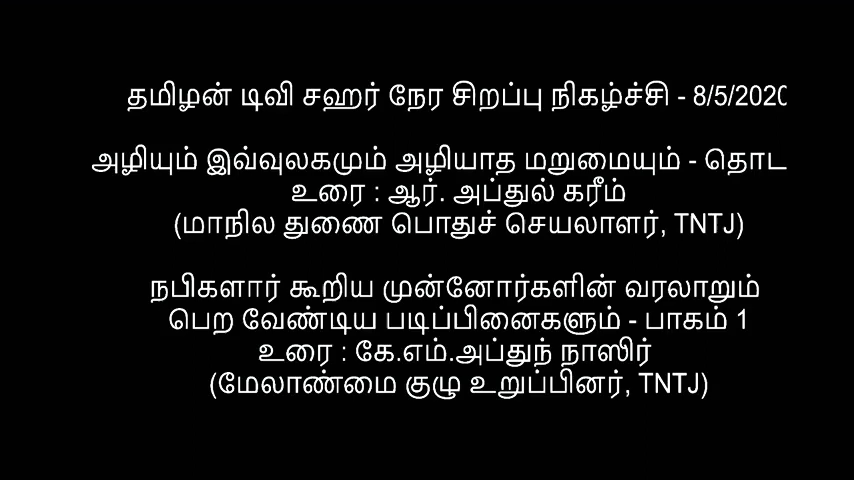 தமிழன் டிவி சஹர் நேர சிறப்பு நிகழ்ச்சி - 8/5/2020
அழியும் இவ்வுலகமும் அழியாத மறுமையும் - தொட
உரை : ஆர். அப்துல் கரீம்
(மாநில துணை பொதுச் செயலாளர், TNTJ)
நபிகளார் கூறிய முன்னோர்களின் வரலாறும்
பெற வேண்டிய படிப்பினைகளும் - பாகம் 1
உரை : கே.எம்.அப்துந் நாஸிர்
(மேலாண்மை குழு உறுப்பினர், TNTJ)